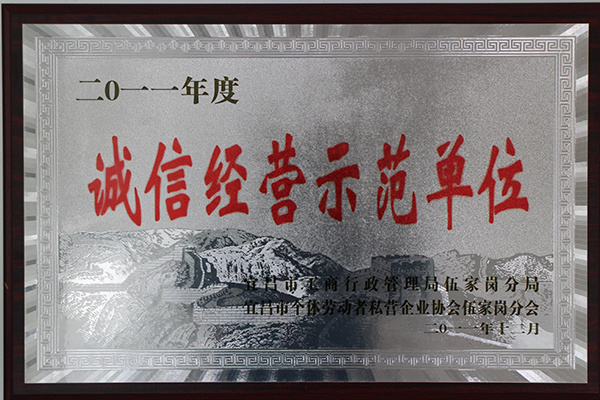 二0一一年度
诚信经营示范单位
宜昌市工商行政管理局伍家岗分局
宜昌市个体劳动者私营企业协会伍家岗分会
二0一一年十二月